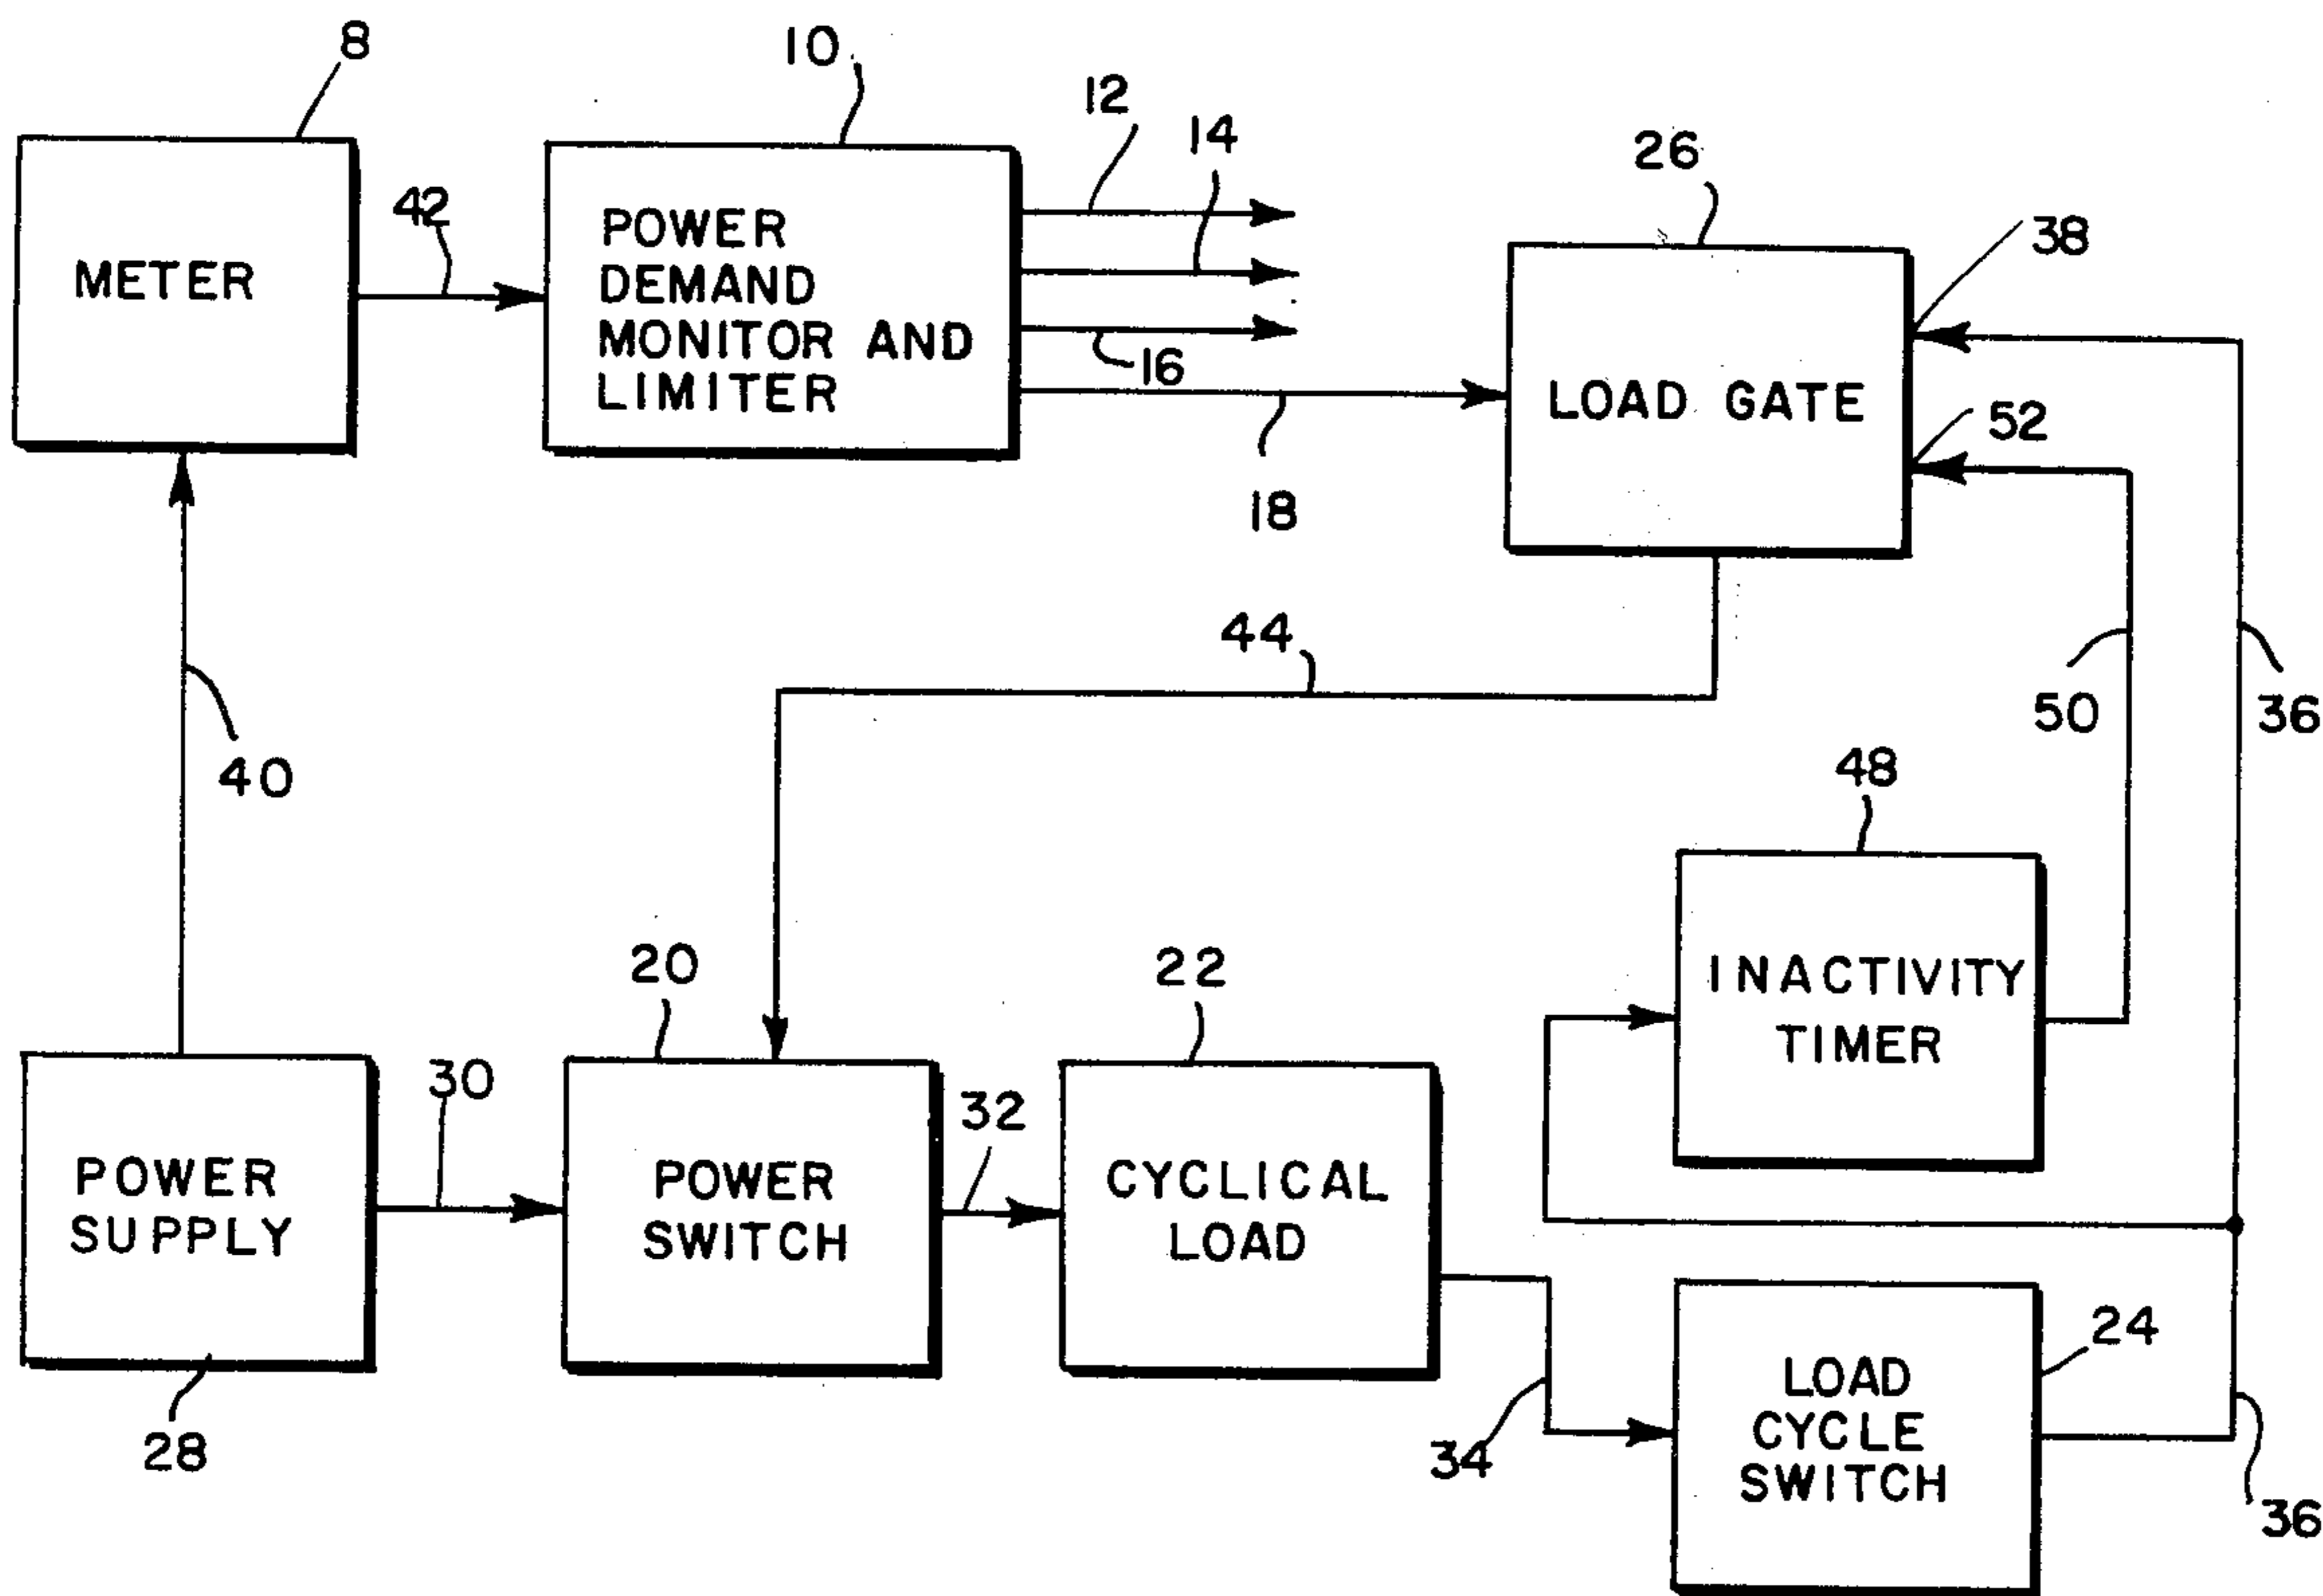 8
10
12
14
26
METER
42
POWER
DEMAND
MONITOR AND
LIMITER
16
18
LOAD GATE
38
52
44
40
50
36
48
INACTIVITY
TIMER
20
22
30
32
POWER
SUPPLY
28
POWER
SWITCH
CYCLICAL
LOAD
34
LOAD
CYCLE
SWITCH
24
36